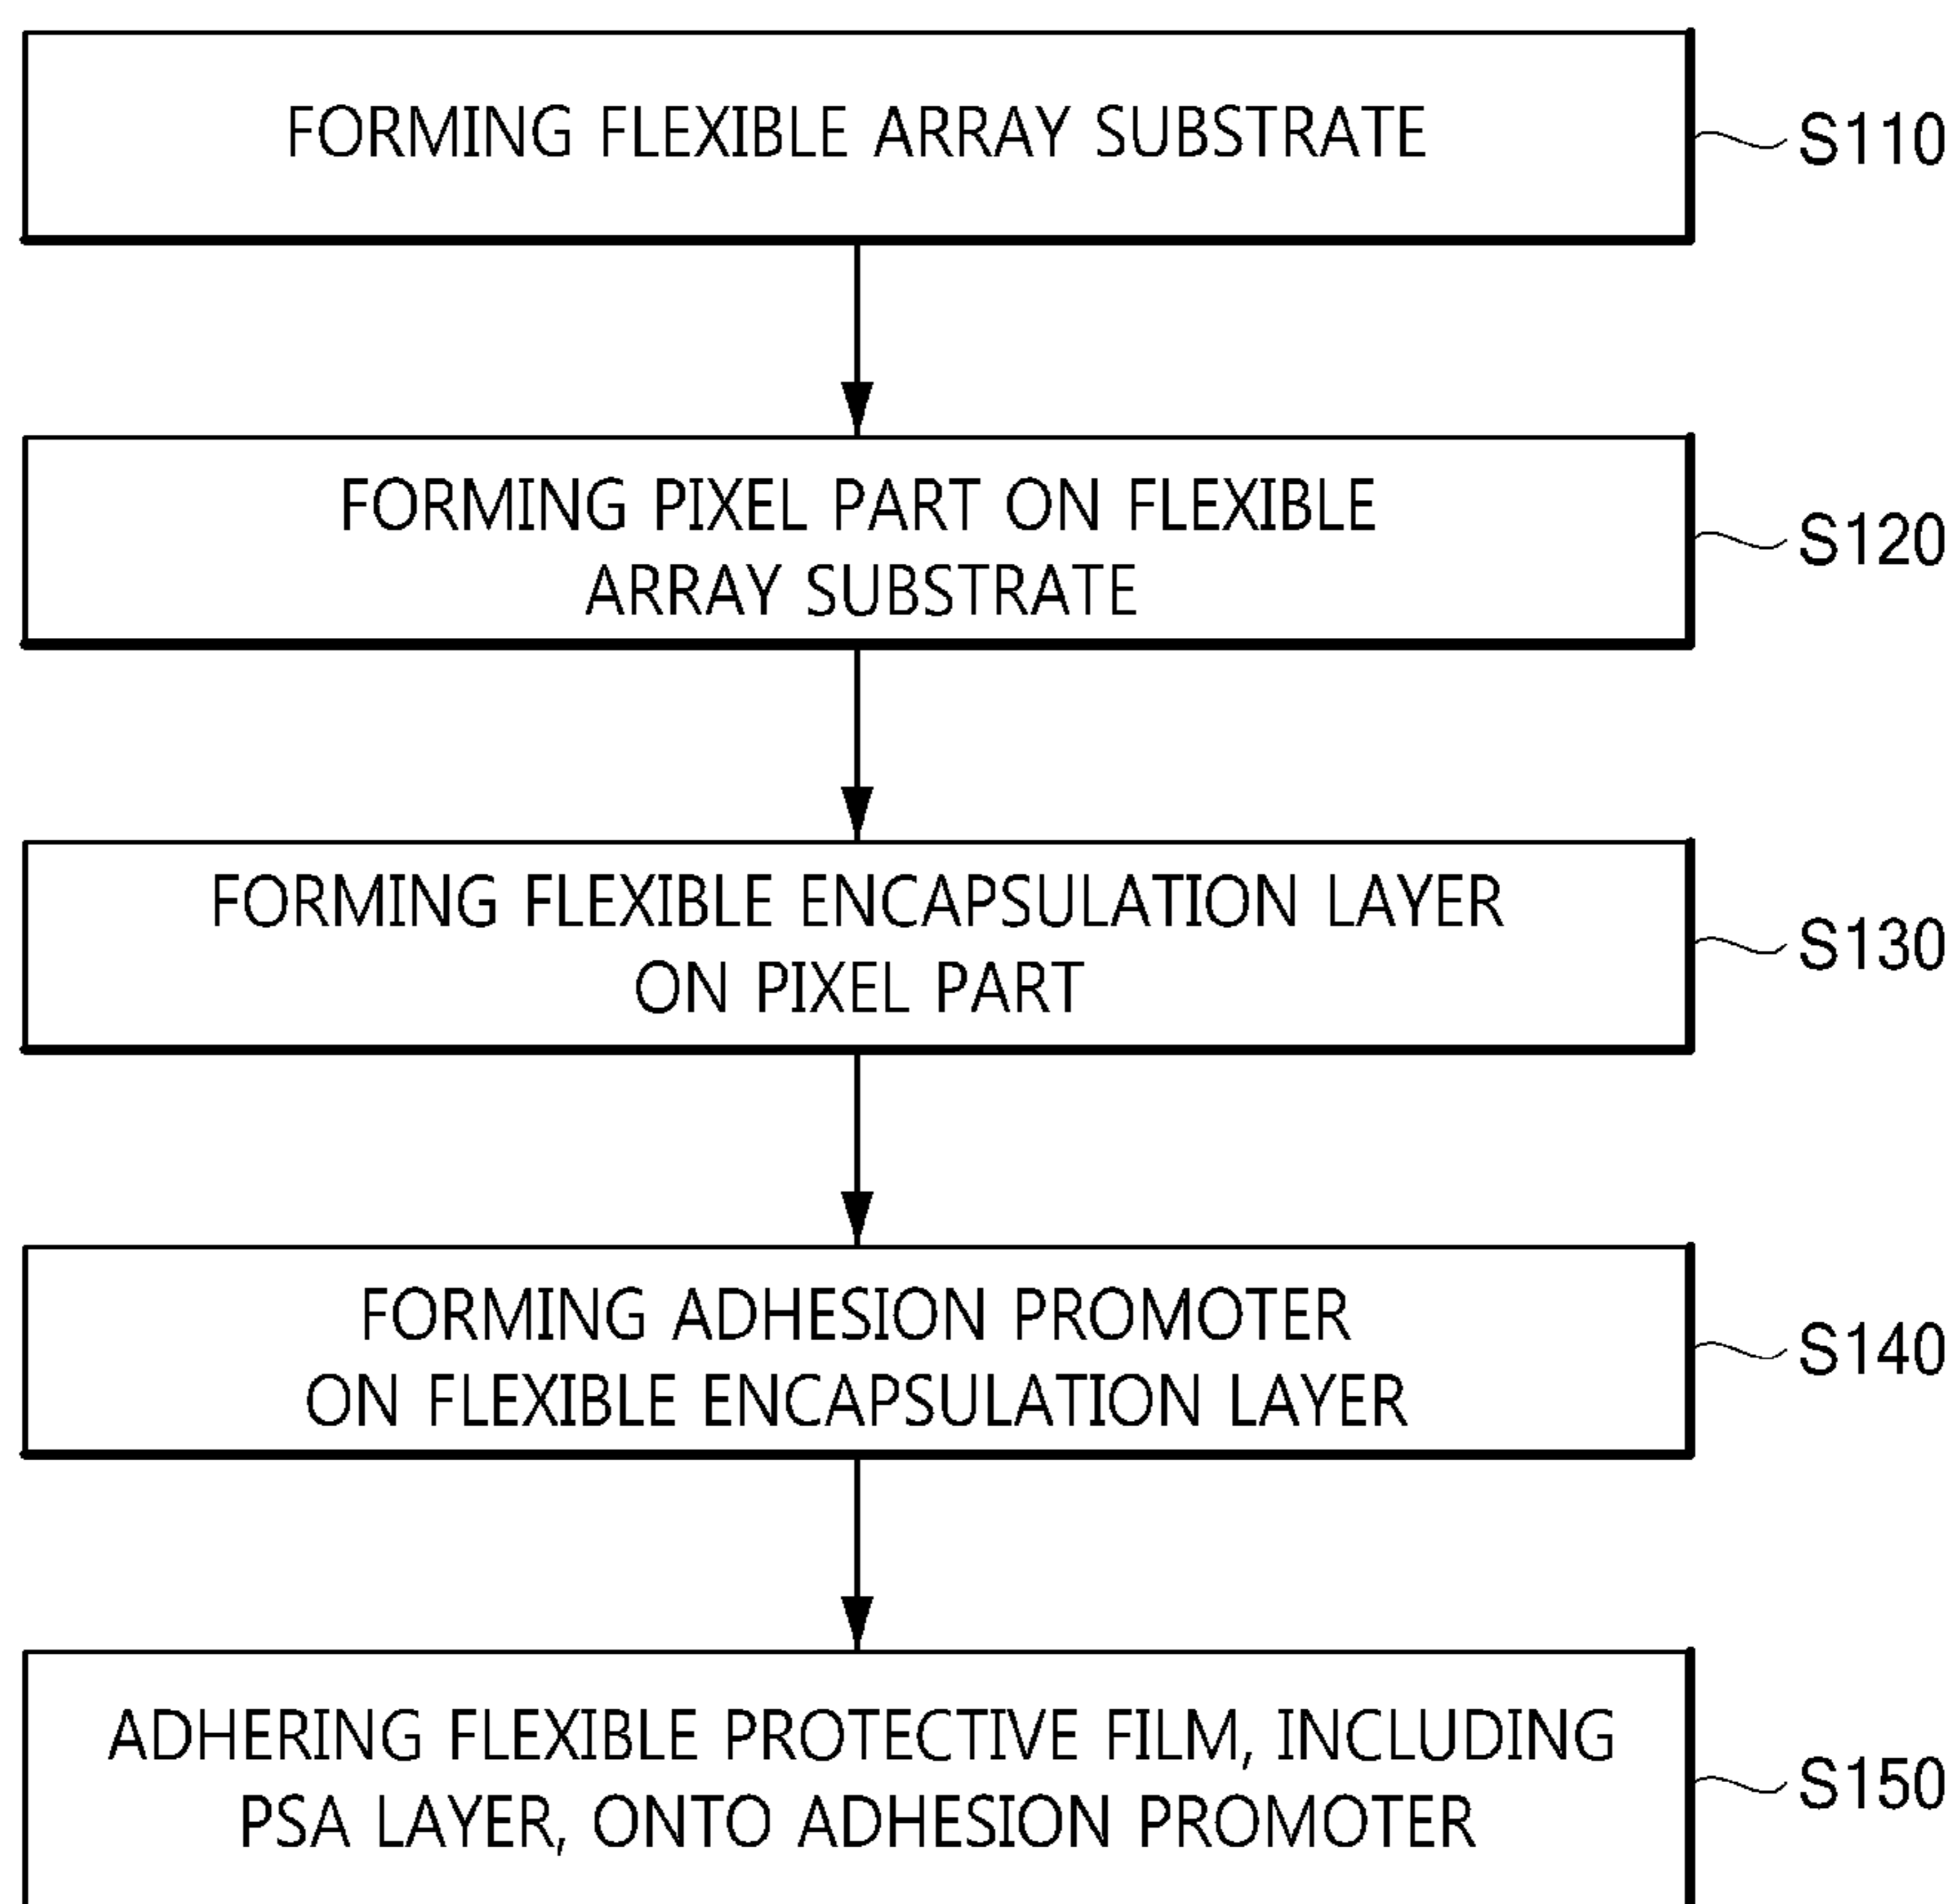 FORMING FLEXIBLE ARRAY SUBSTRATE
S110
FORMING PIXEL PART ON FLEXIBLE
ARRAY SUBSTRATE
S120
FORMING FLEXIBLE ENCAPSULATION LAYER
ON PIXEL PART
S130
FORMING ADHESION PROMOTER
ON FLEXIBLE ENCAPSULATION LAYER
S140
ADHERING FLEXIBLE PROTECTIVE FILM, INCLUDING
PSA LAYER, ONTO ADHESION PROMOTER
S150